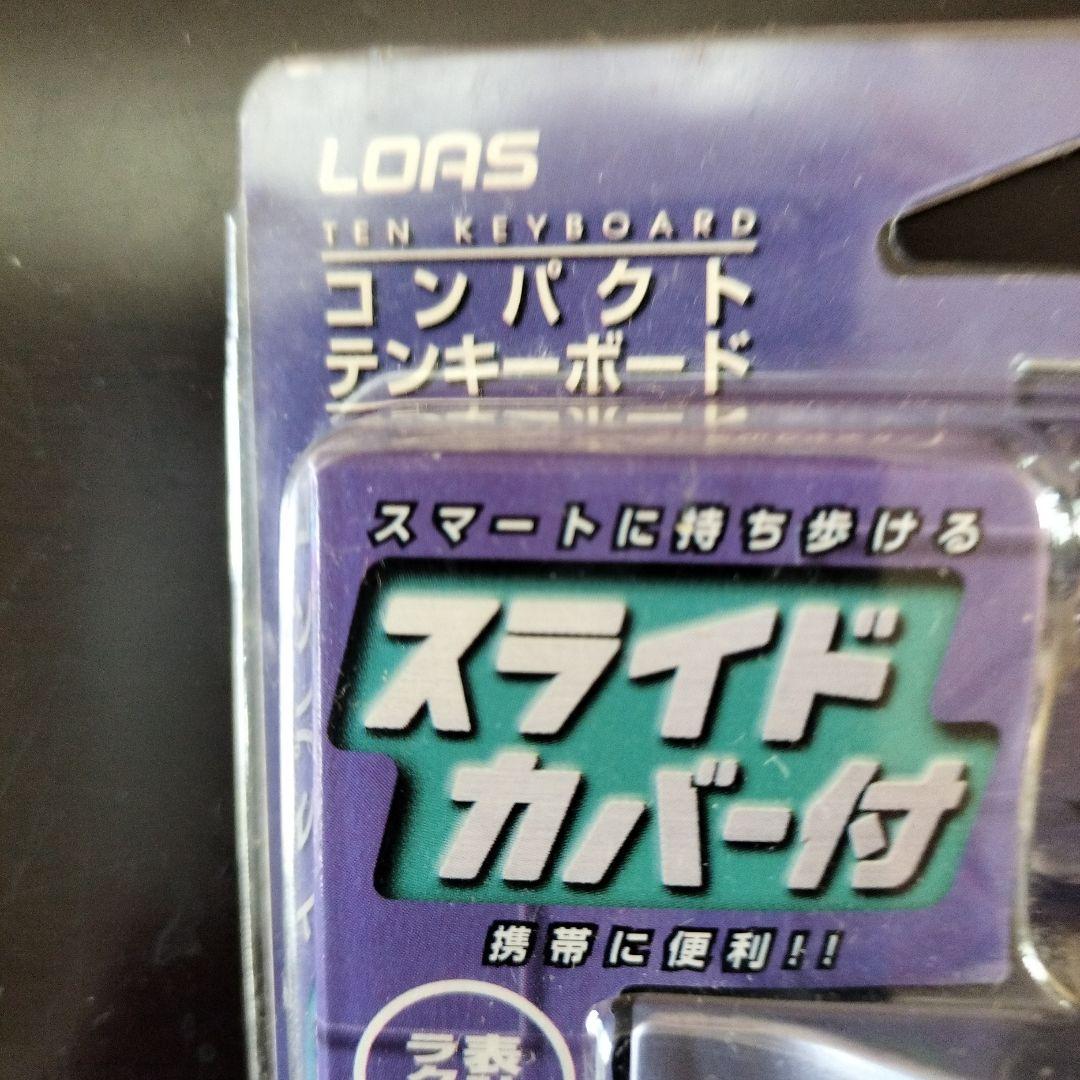 LOAS
TEN KEYBOARD
コンパクト
テンキーボード
スマートに持ち歩ける
スライド
カバー付
携帯に便利!!